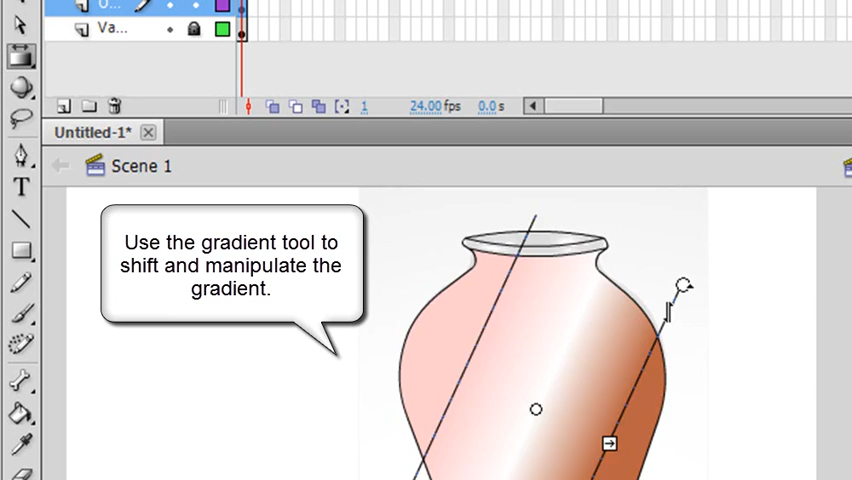 Va...
1 24.00 fps 0.0 s
Untitled-1*
Scene 1
T
Use the gradient tool to
shift and manipulate the
gradient.